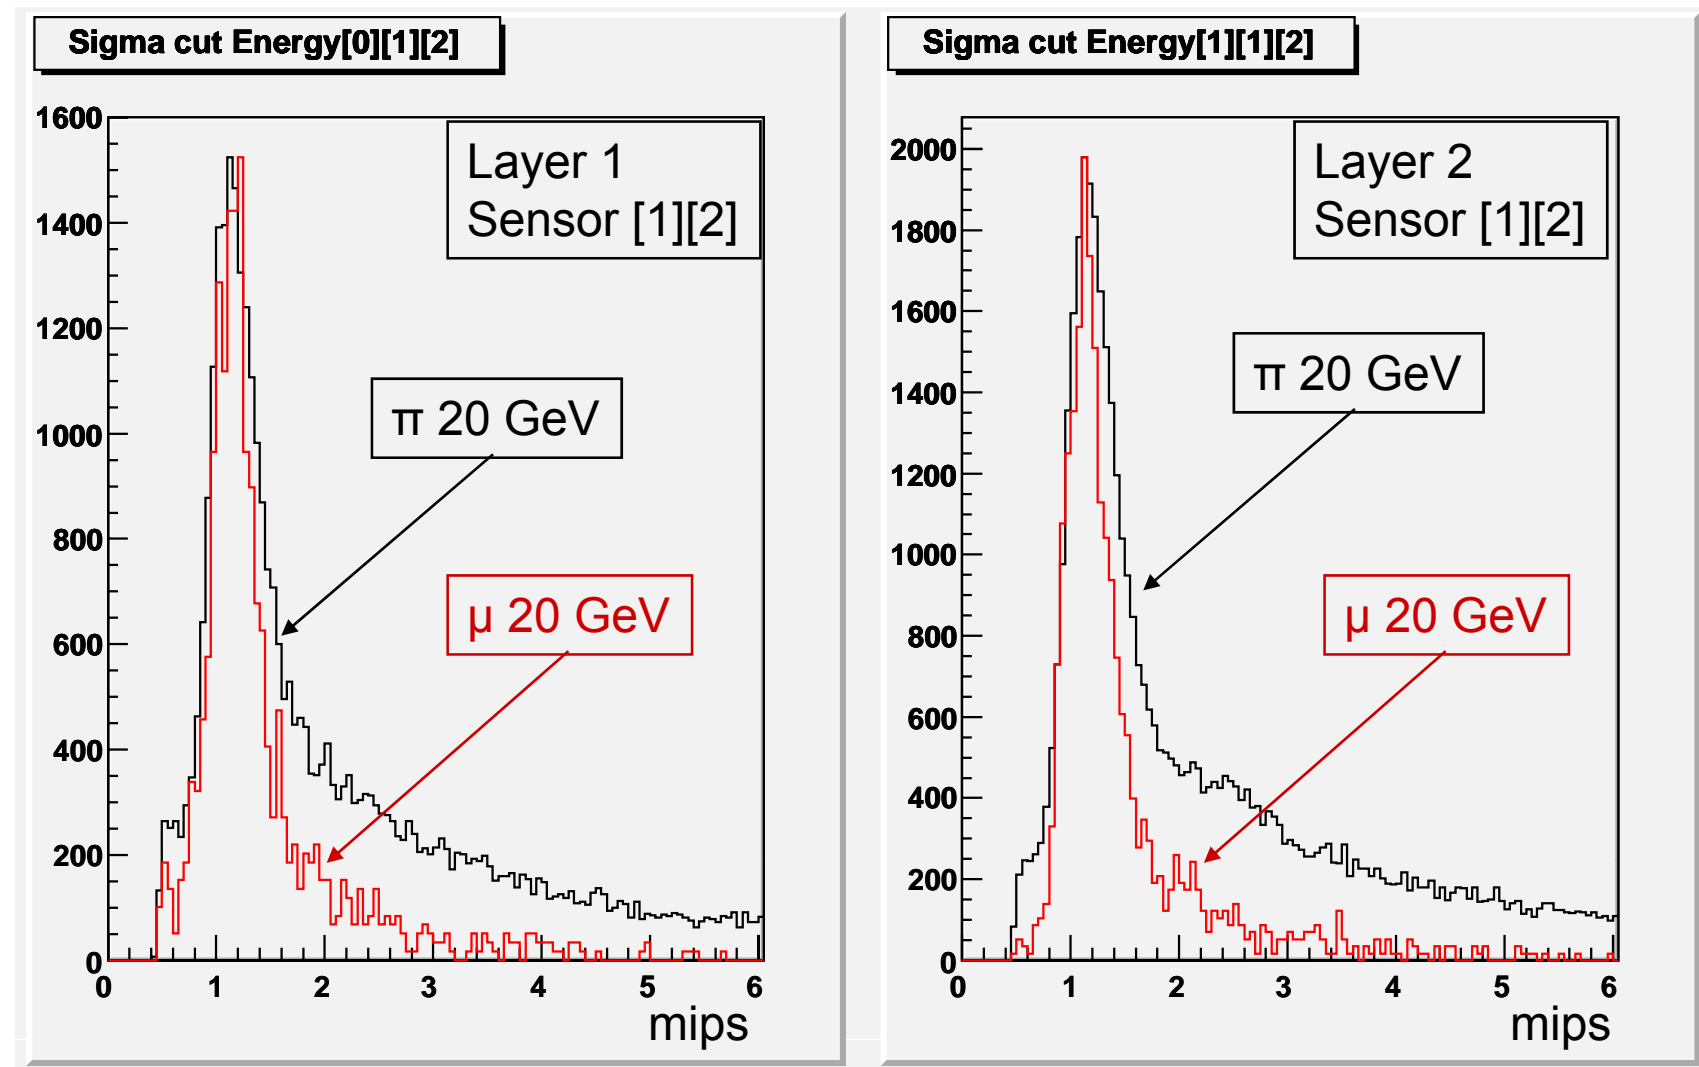 Sigma cut Energy[0][1][2]
1600
1400
1200
1000
800
600
400
200
0
0 1 2 3 4 5 6
mips
Layer 1
Sensor [1][2]
π 20 GeV
μ 20 GeV
Sigma cut Energy[1][1][2]
2000
1800
1600
1400
1200
1000
800
600
400
200
0
0 1 2 3 4 5 6
mips
Layer 2
Sensor [1][2]
π 20 GeV
μ 20 GeV